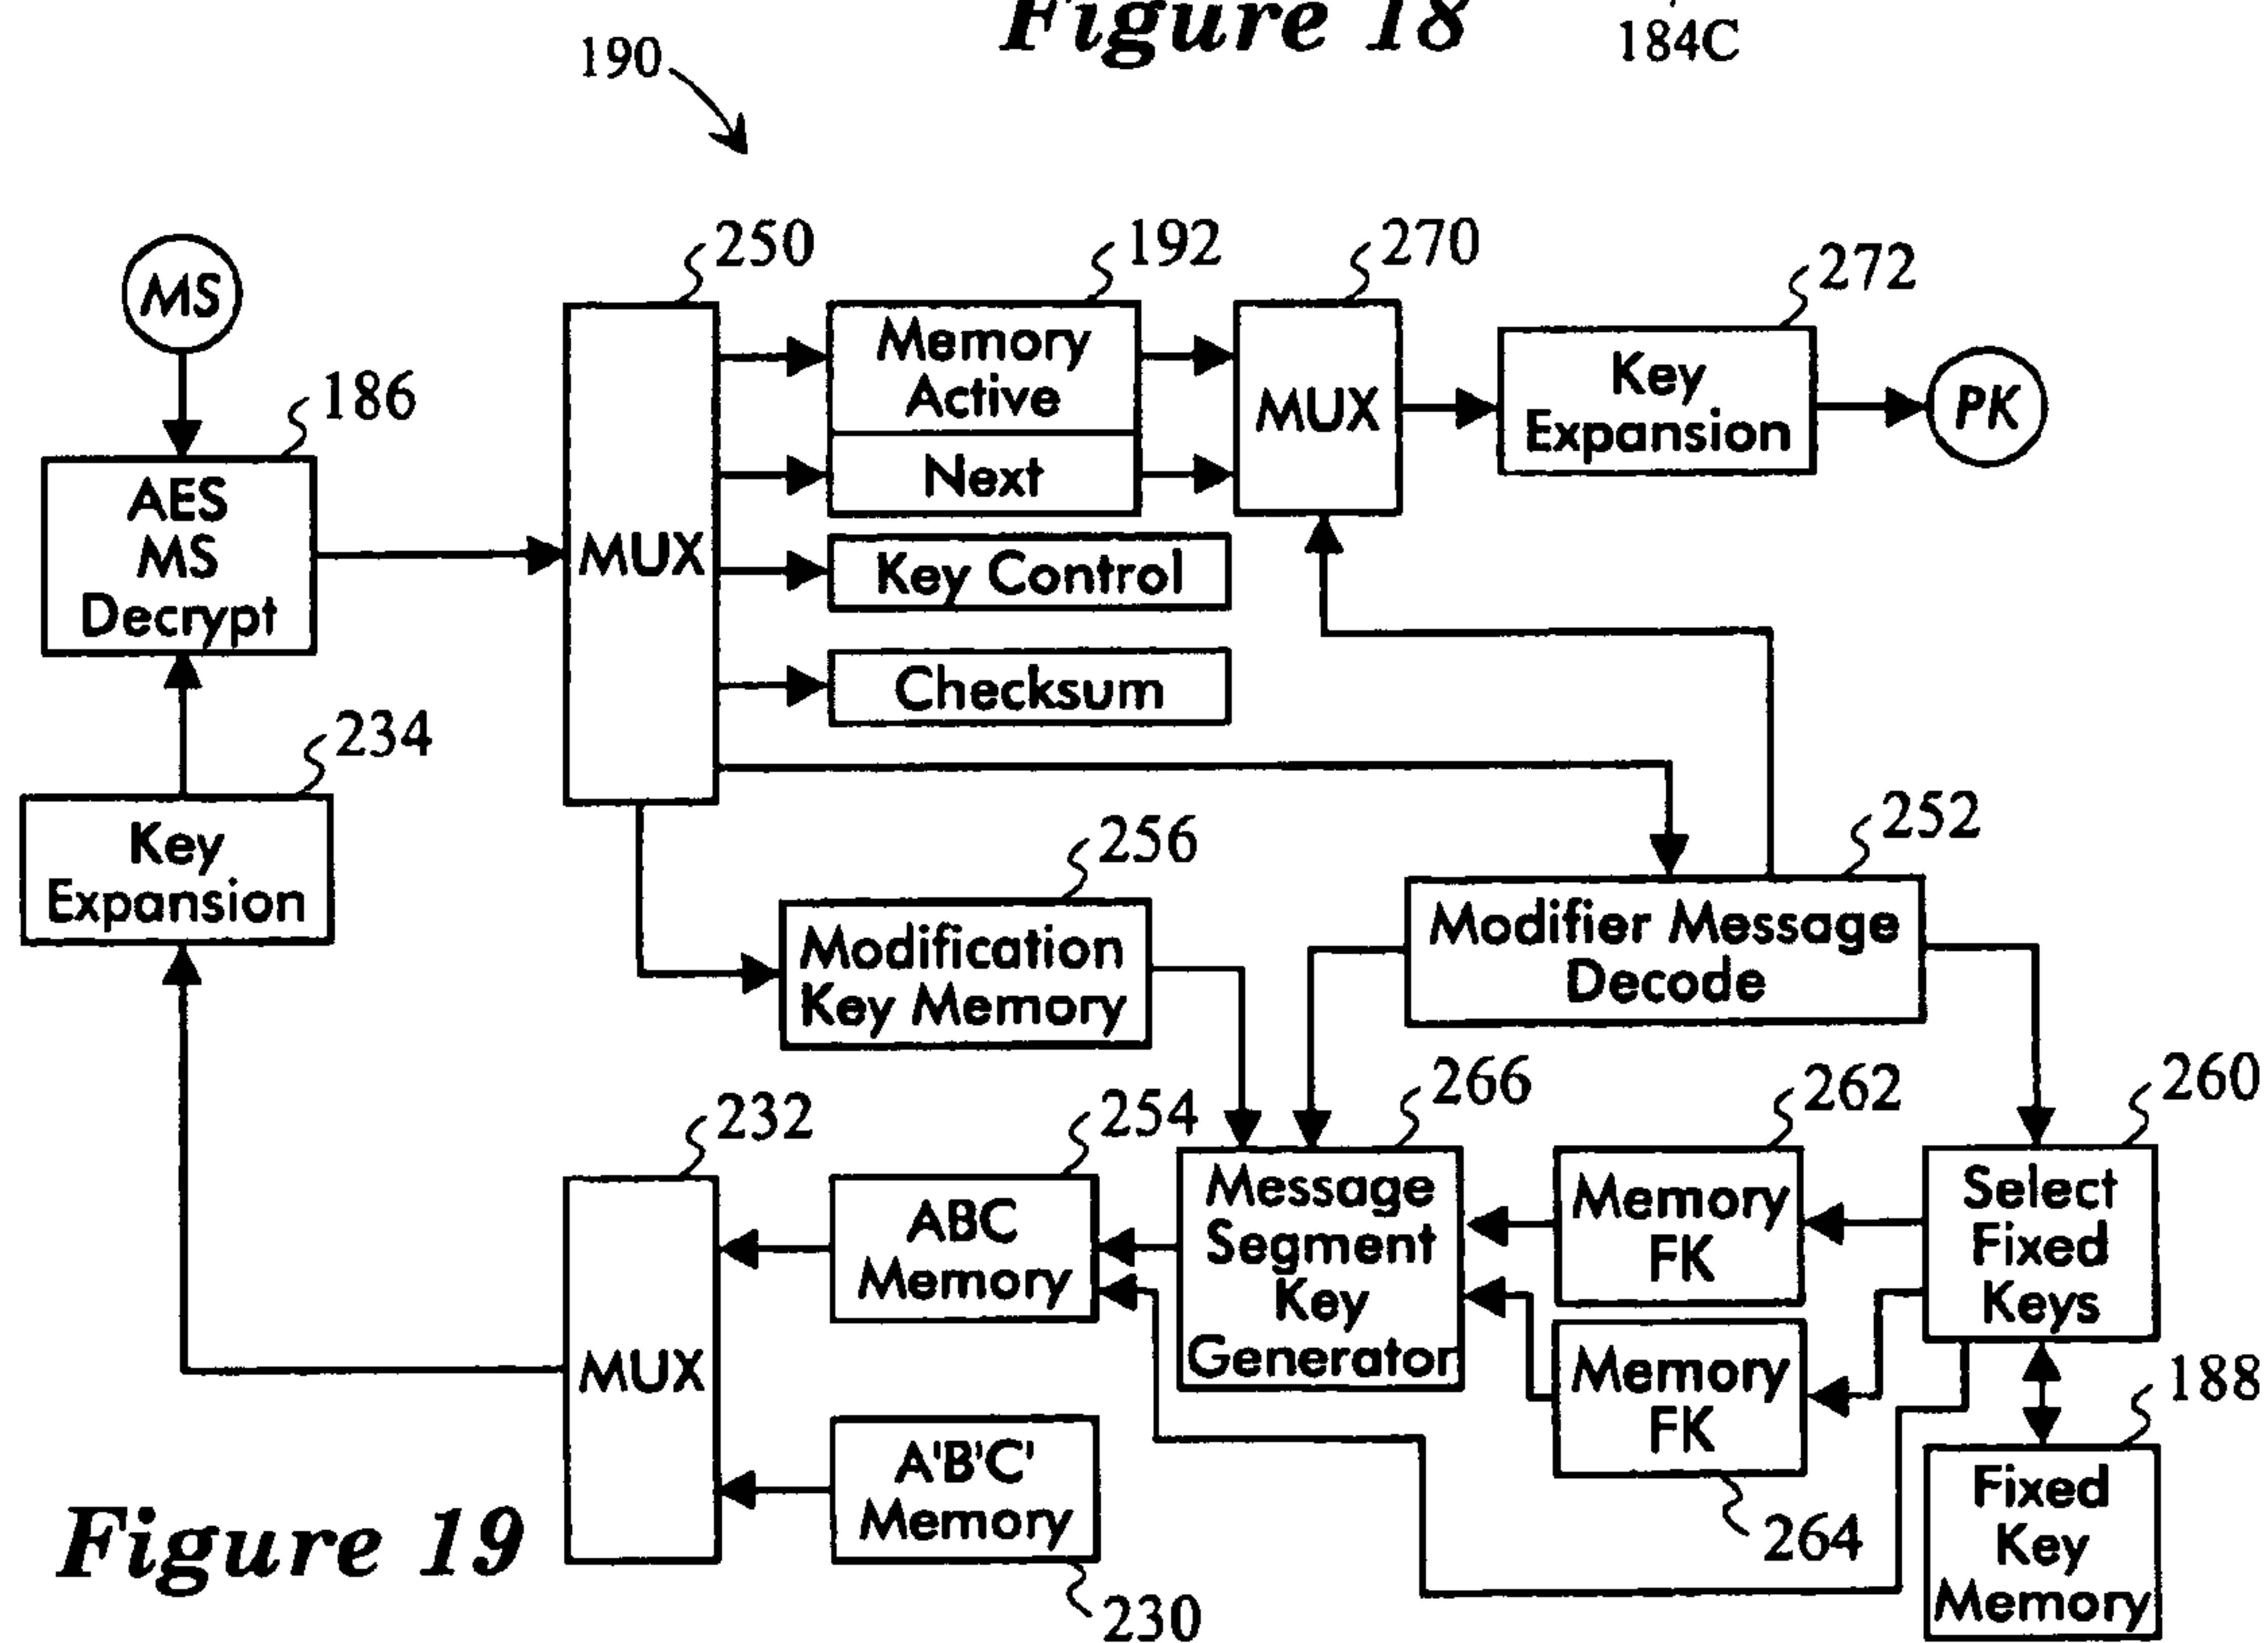 Figure 18
184C
190
250
192
270
272
MS
186
AES
MS
Decrypt
MUX
Memory
Active
Next
Key Control
Checksum
MUX
Key
Expansion
PK
234
Key
Expansion
256
Modification
Key Memory
252
Modifier Message
Decode
232
MUX
254
ABC
Memory
A'B'C'
Memory
230
266
Message
Segment
Key
Generator
262
Memory
FK
Memory
FK
264
260
Select
Fixed
Keys
188
Fixed
Key
Memory
Figure 19